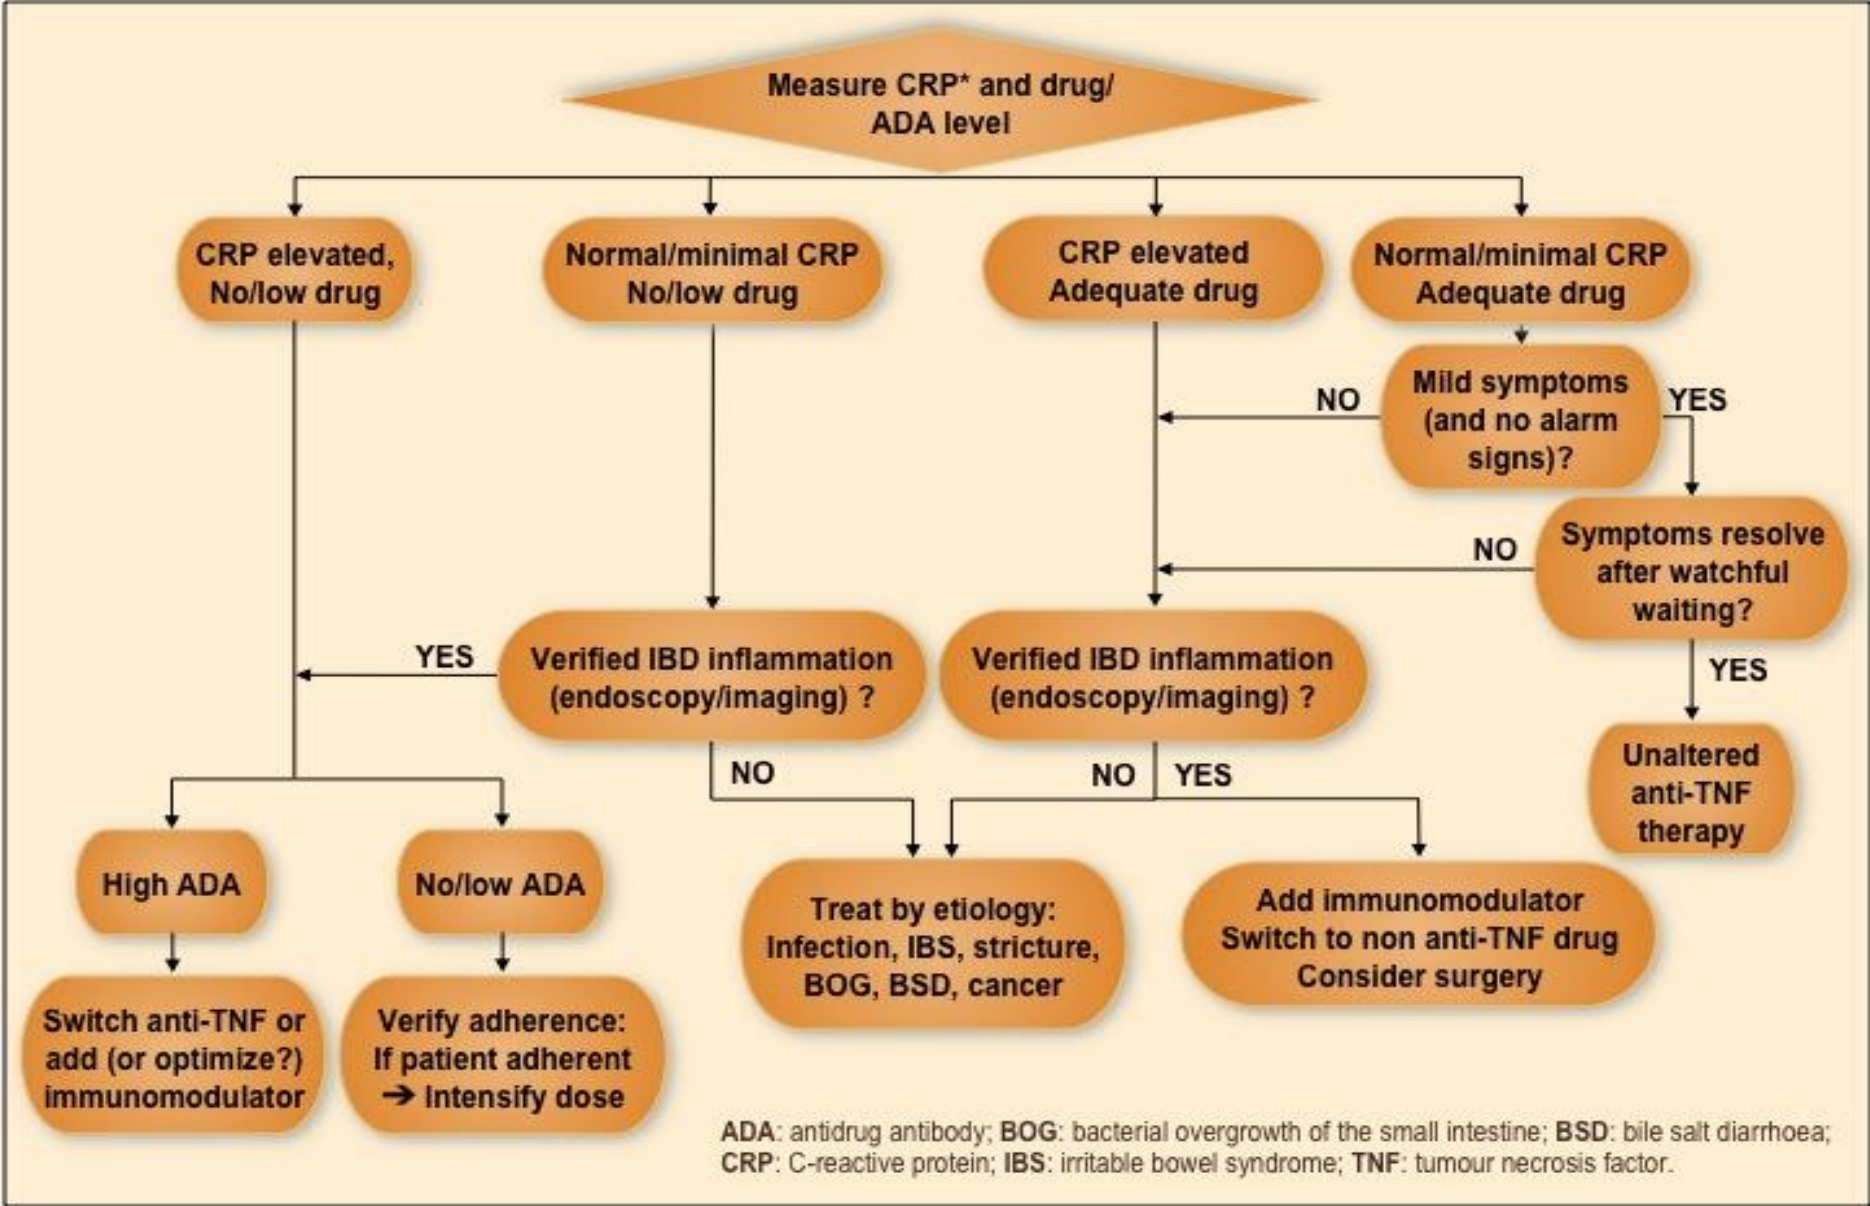 Measure CRP* and drug/
ADA level
CRP elevated,
No/low drug
Normal/minimal CRP
No/low drug
CRP elevated
Adequate drug
Normal/minimal CRP
Adequate drug
Mild symptoms
(and no alarm
signs)?
NO
YES
Symptoms resolve
after watchful
waiting?
NO
YES
Verified IBD inflammation
(endoscopy/imaging) ?
YES
NO
Verified IBD inflammation
(endoscopy/imaging) ?
NO
YES
Unaltered
anti-TNF
therapy
High ADA
No/low ADA
Treat by etiology:
Infection, IBS, stricture,
BOG, BSD, cancer
Add immunomodulator
Switch to non anti-TNF drug
Consider surgery
Switch anti-TNF or
add (or optimize?)
immunomodulator
Verify adherence:
If patient adherent
➔ Intensify dose
ADA: antidrug antibody; BOG: bacterial overgrowth of the small intestine; BSD: bile salt diarrhoea;
CRP: C-reactive protein; IBS: irritable bowel syndrome; TNF: tumour necrosis factor.